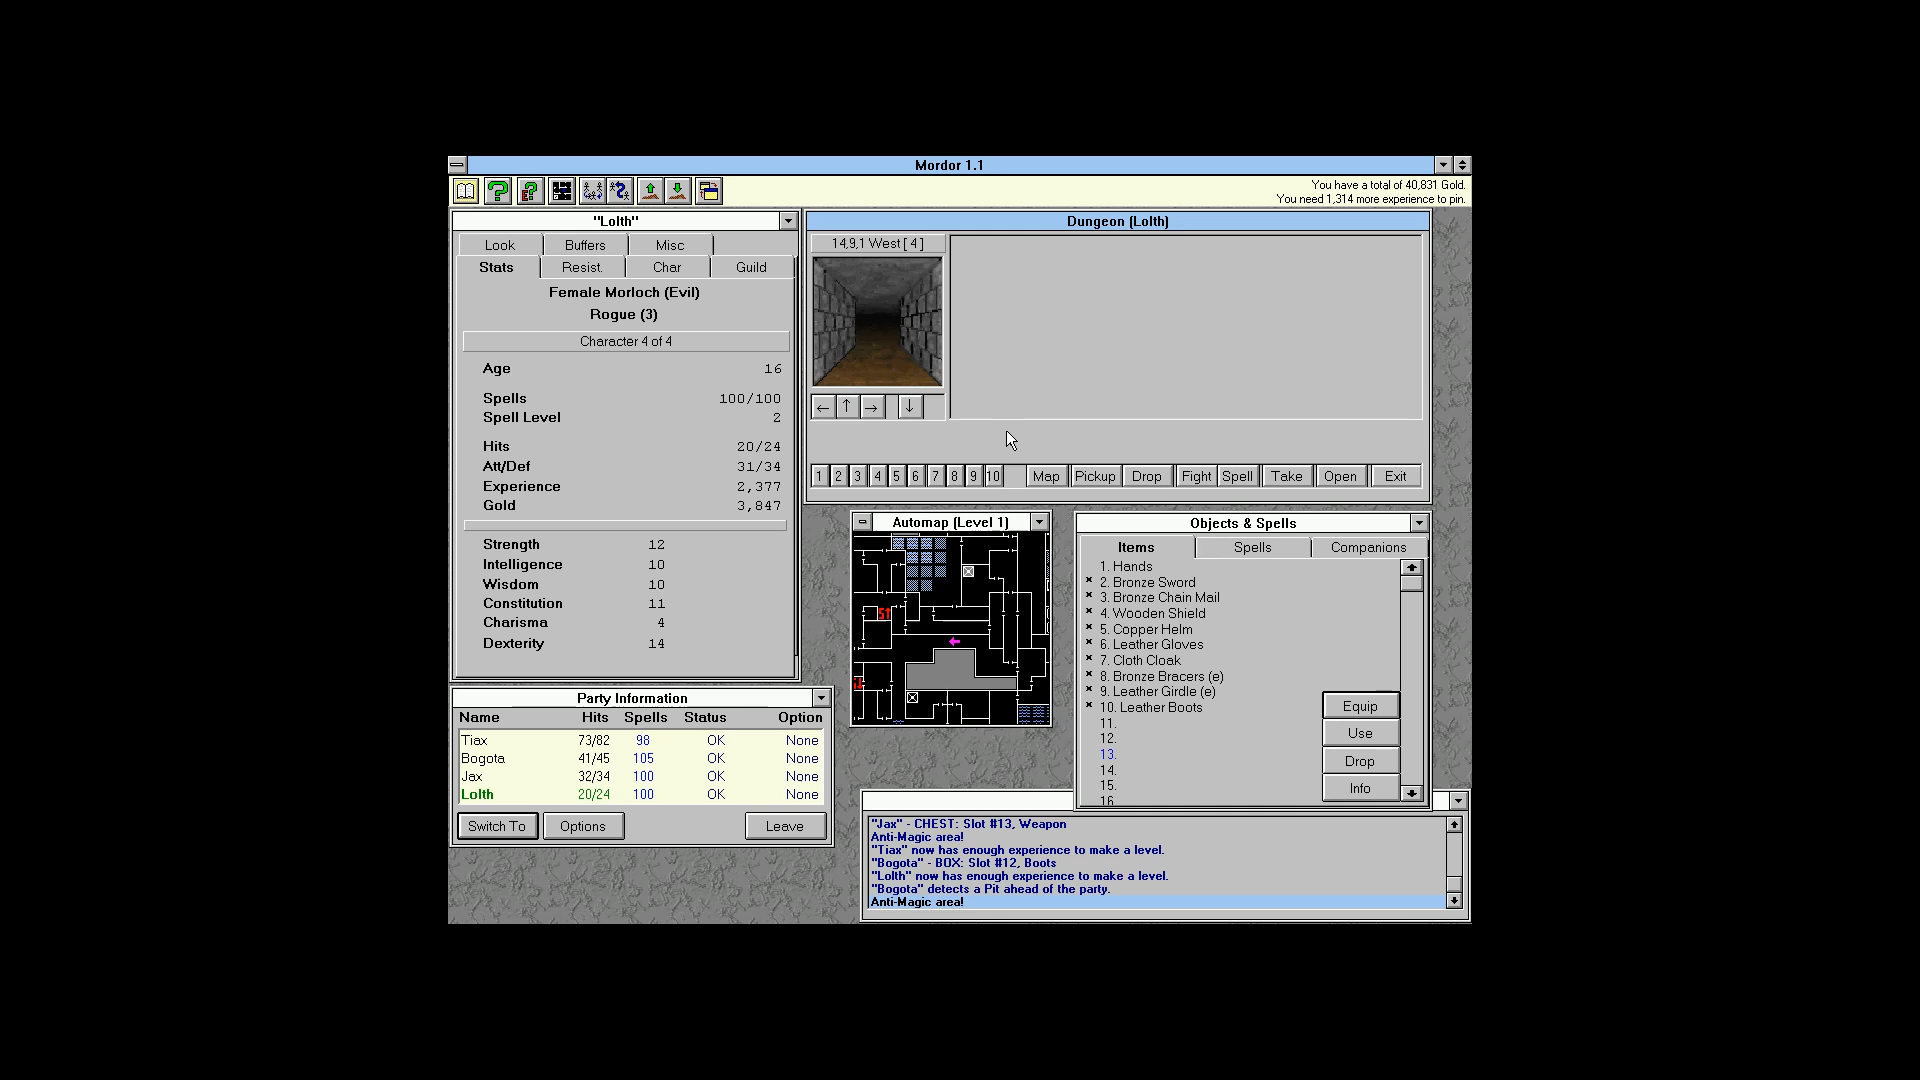 Mordor 1.1
You have a total of 40,831 Gold.
You need 1,314 more experience to pin.
"Lolth"
Look Buffers Misc
Stats Resist. Char Guild
Female Morloch (Evil)
Rogue (3)
Character 4 of 4
Age 16
Spells 100/100
Spell Level 2
Hits 20/24
Att/Def 31/34
Experience 2,377
Gold 3,847
Strength 12
Intelligence 10
Wisdom 10
Constitution 11
Charisma 4
Dexterity 14
Party Information
Name Hits Spells Status Option
Tiax 73/82 98 OK None
Bogota 41/45 105 OK None
Jax 32/34 100 OK None
Lolth 20/24 100 OK None
Switch To Options Leave
Dungeon (Lolth)
14,9,1 West [ 4 ]
1 2 3 4 5 6 7 8 9 10 Map Pickup Drop Fight Spell Take Open Exit
Automap (Level 1)
Objects & Spells
Items Spells Companions
1. Hands
× 2. Bronze Sword
× 3. Bronze Chain Mail
× 4. Wooden Shield
× 5. Copper Helm
× 6. Leather Gloves
× 7. Cloth Cloak
× 8. Bronze Bracers (e)
× 9. Leather Girdle (e)
× 10. Leather Boots
11.
12.
13.
14.
15.
16
Equip
Use
Drop
Info
"Jax" - CHEST: Slot #13, Weapon
Anti-Magic area!
"Tiax" now has enough experience to make a level.
"Bogota" - BOX: Slot #12, Boots
"Lolth" now has enough experience to make a level.
"Bogota" detects a Pit ahead of the party.
Anti-Magic area!